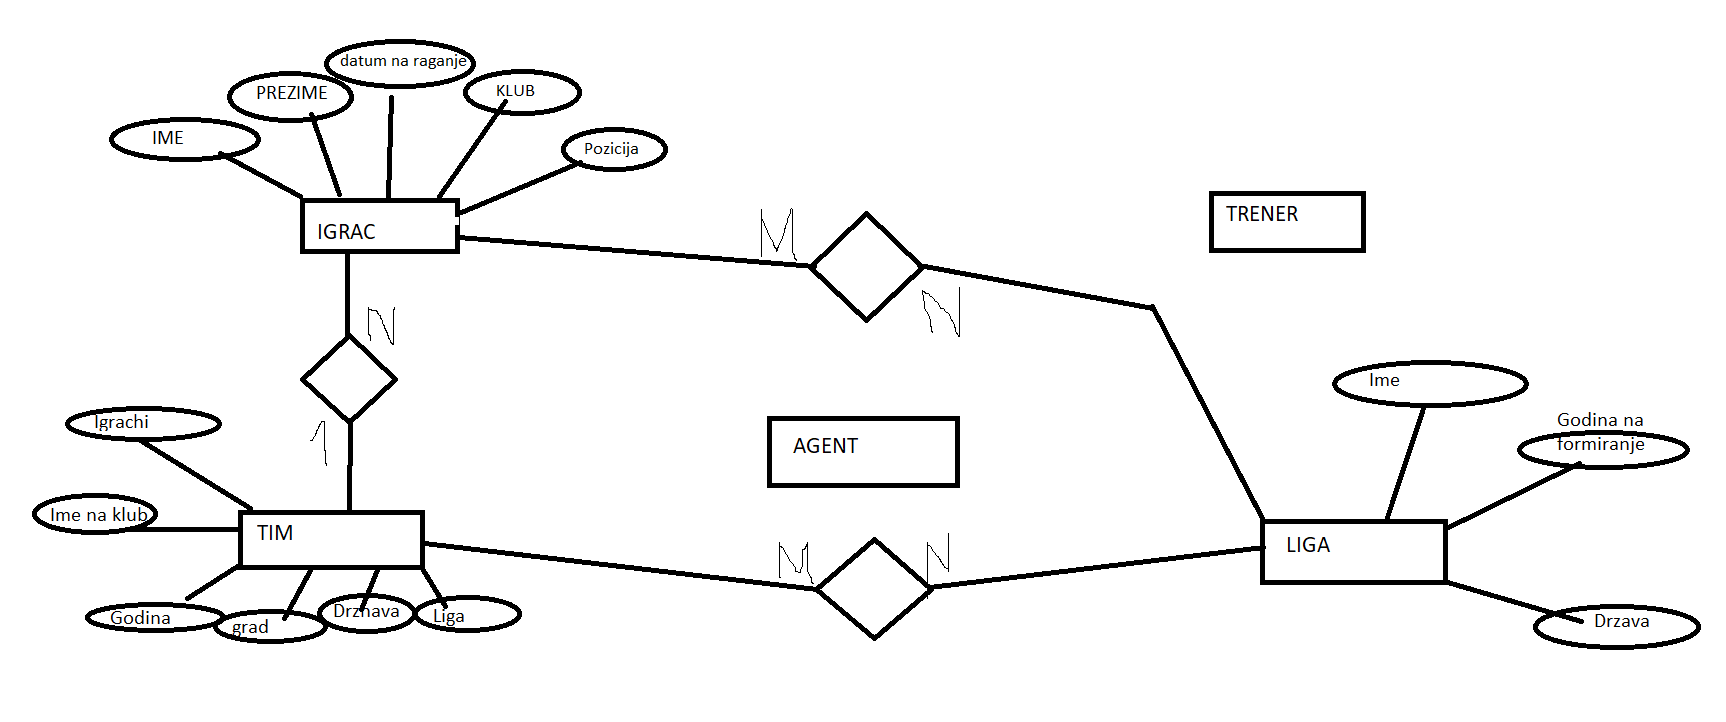 datum na raganje
PREZIME
KLUB
IME
Pozicija
IGRAC
TRENER
M
N
N
Ime
Igrachi
1
Godina na
formiranje
AGENT
Ime na klub
TIM
M
N
LIGA
Godina
grad
Drznava
Liga
Drzava